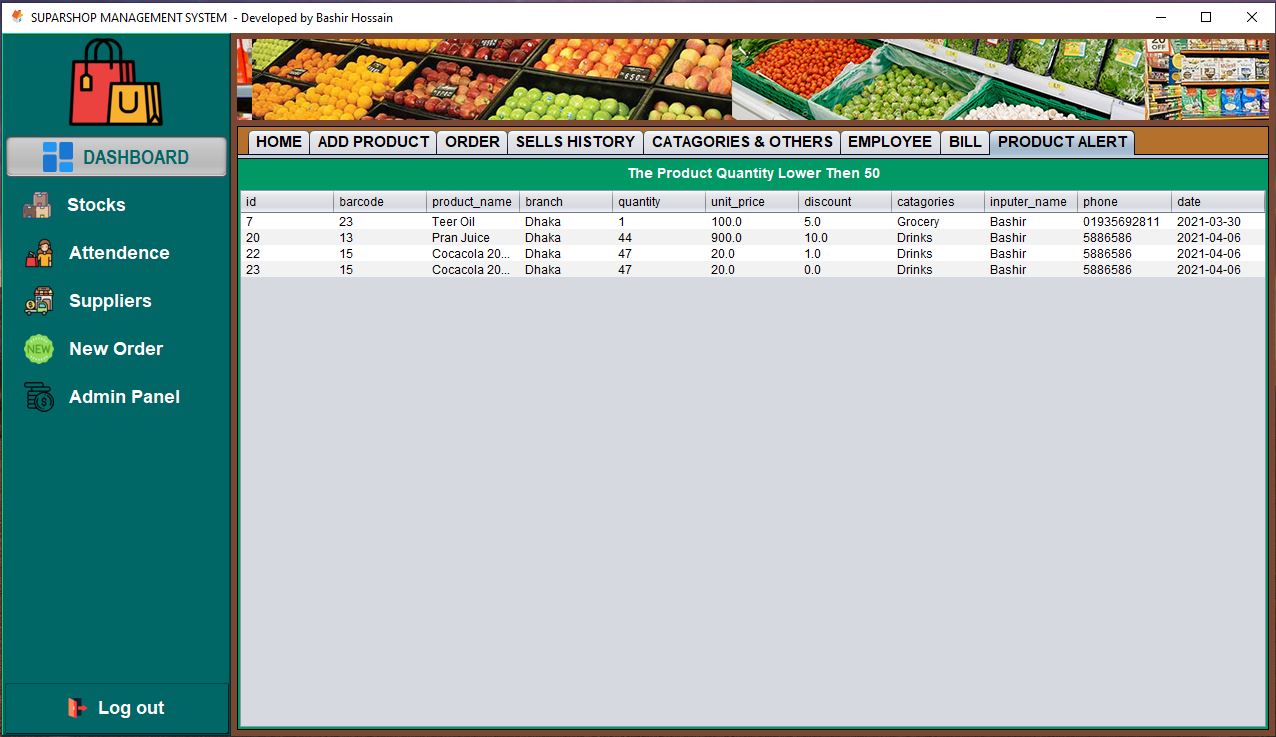 SUPARSHOP MANAGEMENT SYSTEM - Developed by Bashir Hossain
DASHBOARD
Stocks
Attendence
Suppliers
NEW New Order
Admin Panel
Log out
HOME ADD PRODUCT ORDER SELLS HISTORY CATAGORIES & OTHERS EMPLOYEE BILL PRODUCT ALERT
The Product Quantity Lower Then 50
id barcode product_name branch quantity unit_price discount catagories inputer_name phone date
7 23 Teer Oil Dhaka 1 100.0 5.0 Grocery Bashir 01935692811 2021-03-30
20 13 Pran Juice Dhaka 44 900.0 10.0 Drinks Bashir 5886586 2021-04-06
22 15 Cocacola 20... Dhaka 47 20.0 1.0 Drinks Bashir 5886586 2021-04-06
23 15 Cocacola 20... Dhaka 47 20.0 0.0 Drinks Bashir 5886586 2021-04-06